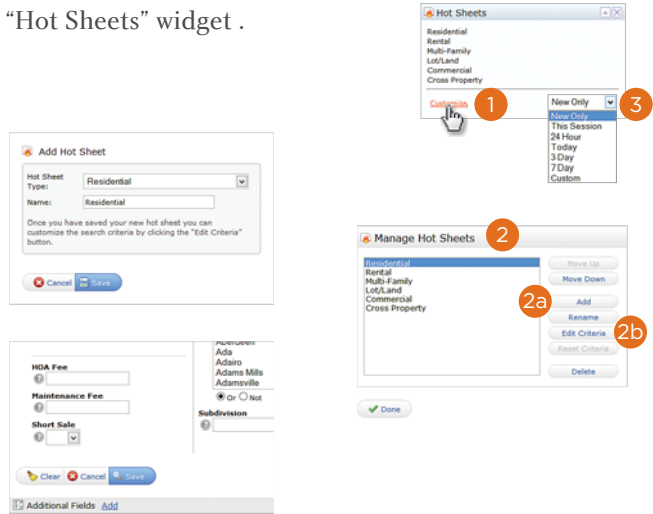 “Hot Sheets” widget .
Hot Sheets
Residential
Rental
Multi-Family
Lot/Land
Commercial
Cross Property
Customize
1
New Only
3
New Only
This Session
24 Hour
Today
3 Day
7 Day
Custom
Add Hot Sheet
Hot Sheet Type:
Residential
Name:
Residential
Once you have saved your new hot sheet you can
customize the search criteria by clicking the "Edit Criteria"
button.
Cancel
Save
Manage Hot Sheets
2
Residential
Rental
Multi-Family
Lot/Land
Commercial
Cross Property
Move Up
Move Down
2a
Add
Rename
Edit Criteria
2b
Reset Criteria
Delete
Done
HOA Fee
Maintenance Fee
Short Sale
Aberdeen
Ada
Adairo
Adams Mills
Adamsville
Or
Not
Subdivision
Clear
Cancel
Save
Additional Fields Add